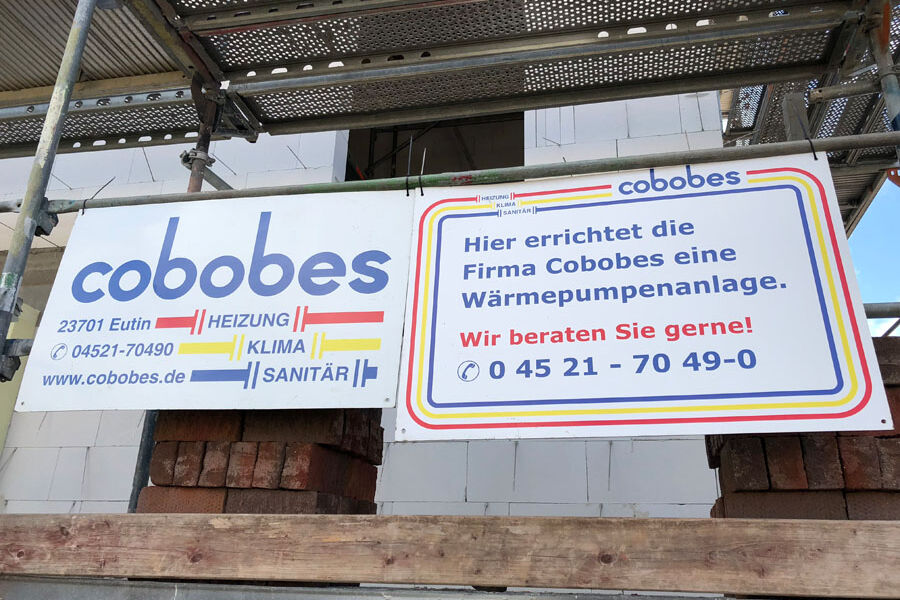 cobobes
23701 Eutin HEIZUNG
04521-70490 KLIMA
www.cobobes.de SANITÄR
cobobes
HEIZUNG
KLIMA
SANITÄR
Hier errichtet die
Firma Cobobes eine
Wärmepumpenanlage.
Wir beraten Sie gerne!
0 45 21 - 70 49-0